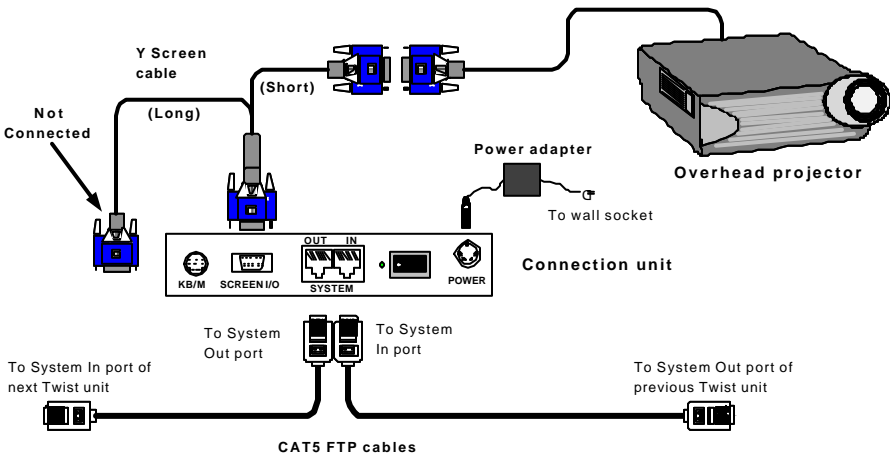 Y Screen
cable
(Short)
(Long)
Not
Connected
Power adapter
Overhead projector
To wall socket
OUT IN
KB/M
SCREEN I/O
SYSTEM
POWER
Connection unit
To System
Out port
To System
In port
To System In port of
next Twist unit
To System Out port of
previous Twist unit
CAT5 FTP cables